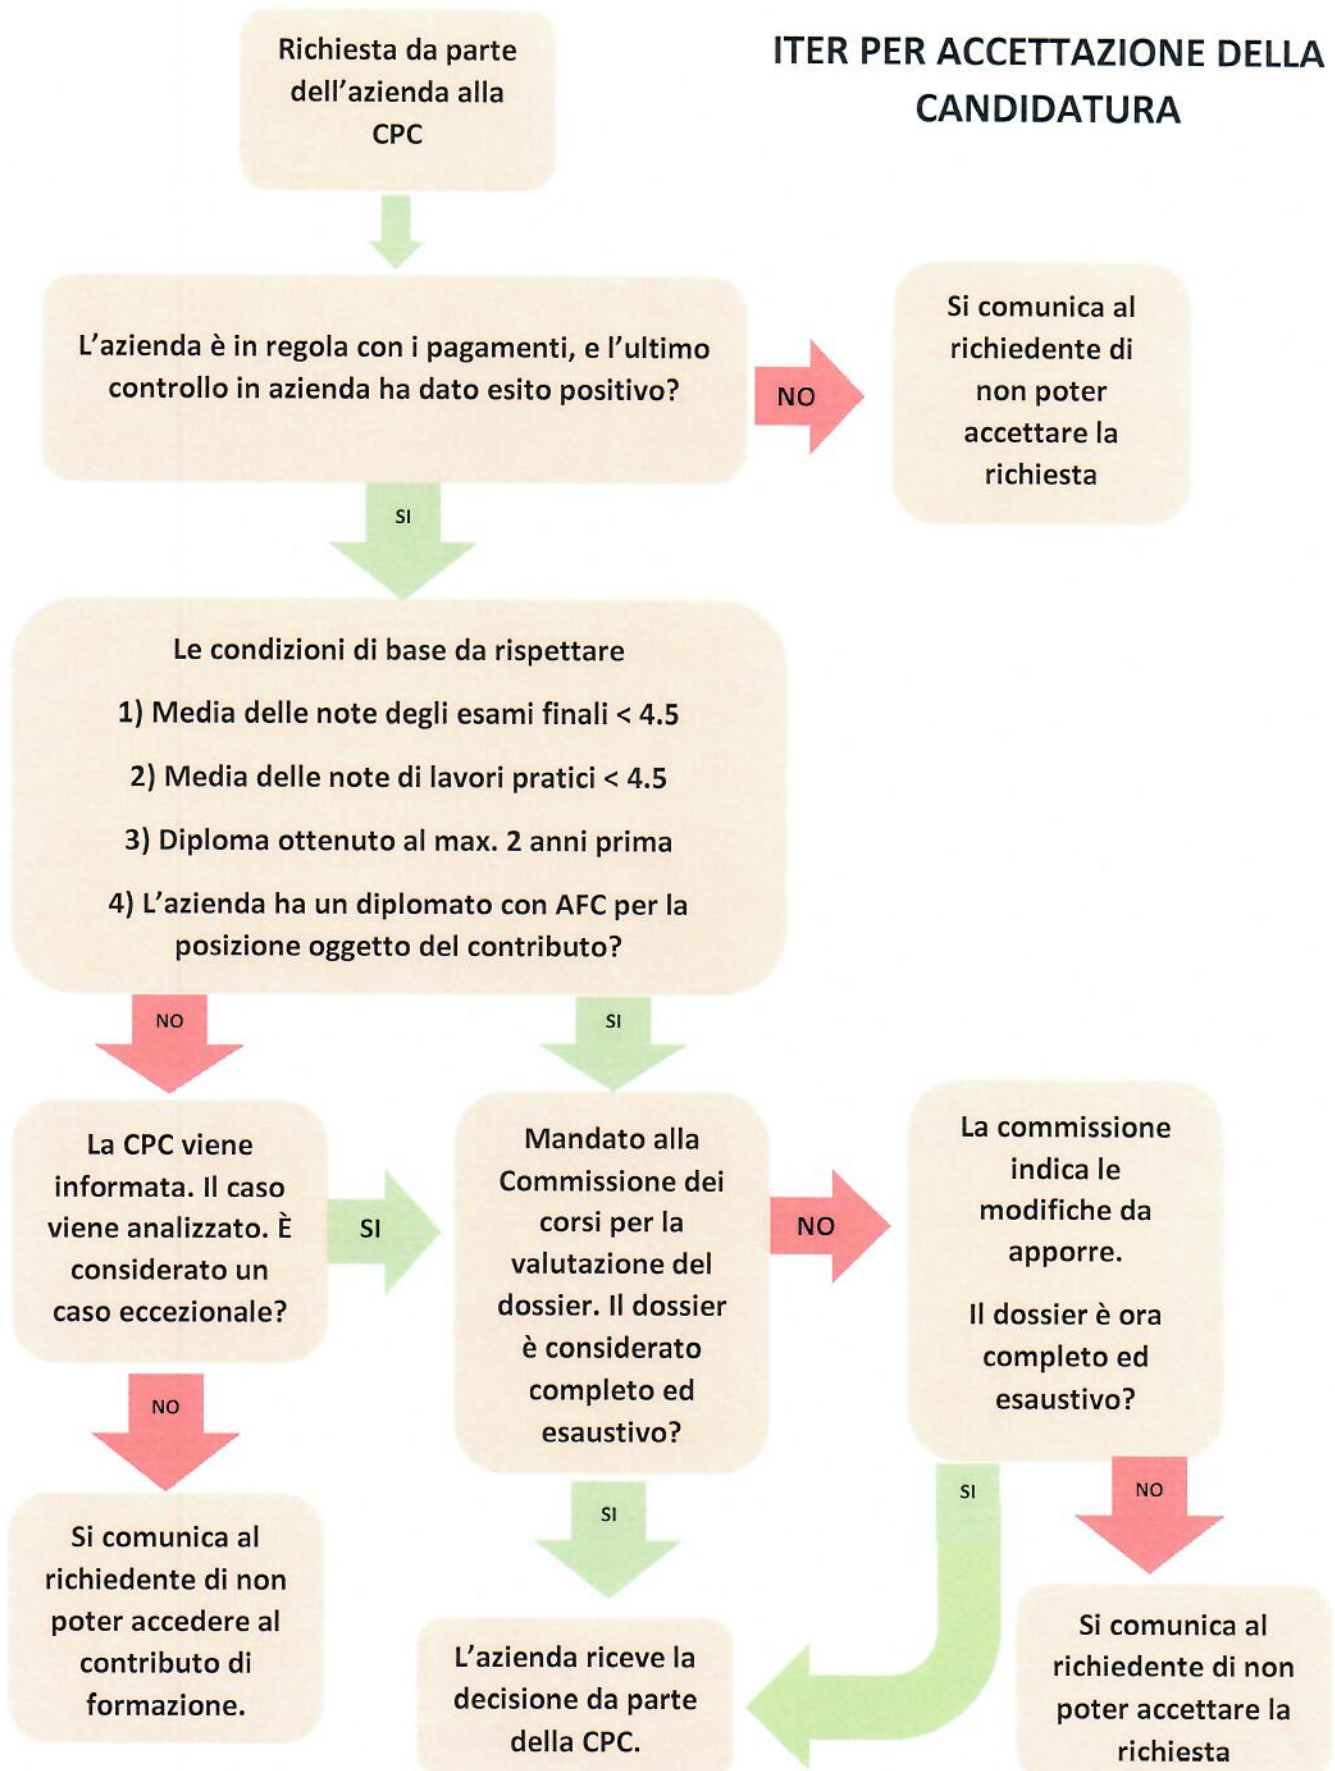 Richiesta da parte
dell'azienda alla
CPC
ITER PER ACCETTAZIONE DELLA
CANDIDATURA
L'azienda è in regola con i pagamenti, e l'ultimo
controllo in azienda ha dato esito positivo?
NO
Si comunica al
richiedente di
non poter
accettare la
richiesta
SI
Le condizioni di base da rispettare
1) Media delle note degli esami finali < 4.5
2) Media delle note di lavori pratici < 4.5
3) Diploma ottenuto al max. 2 anni prima
4) L'azienda ha un diplomato con AFC per la
posizione oggetto del contributo?
NO
SI
La CPC viene
informata. Il caso
viene analizzato. È
considerato un
caso eccezionale?
SI
Mandato alla
Commissione dei
corsi per la
valutazione del
dossier. Il dossier
è considerato
completo ed
esaustivo?
NO
La commissione
indica le
modifiche da
apporre.
Il dossier è ora
completo ed
esaustivo?
NO
SI
SI
NO
Si comunica al
richiedente di non
poter accedere al
contributo di
formazione.
L'azienda riceve la
decisione da parte
della CPC.
Si comunica al
richiedente di non
poter accettare la
richiesta